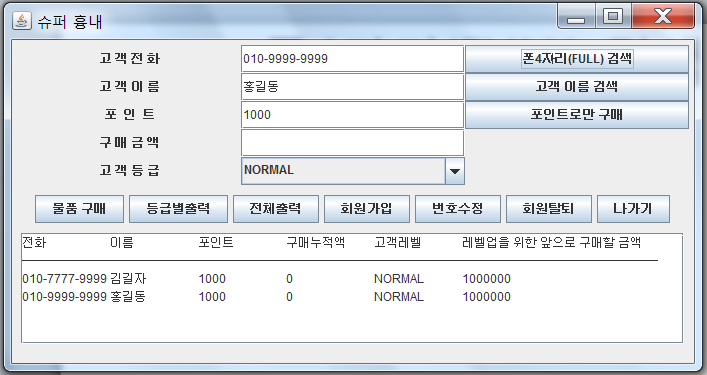 슈퍼 흉내
고객 전화 010-9999-9999 폰4자리(FULL) 검색
고객 이름 홍길동 고객 이름 검색
포 인 트 1000 포인트로만 구매
구매 금액
고객 등급 NORMAL
물품 구매 등급별출력 전체출력 회원가입 번호수정 회원탈퇴 나가기
전화 이름 포인트 구매누적액 고객레벨 레벨업을 위한 앞으로 구매할 금액
010-7777-9999 김길자 1000 0 NORMAL 1000000
010-9999-9999 홍길동 1000 0 NORMAL 1000000